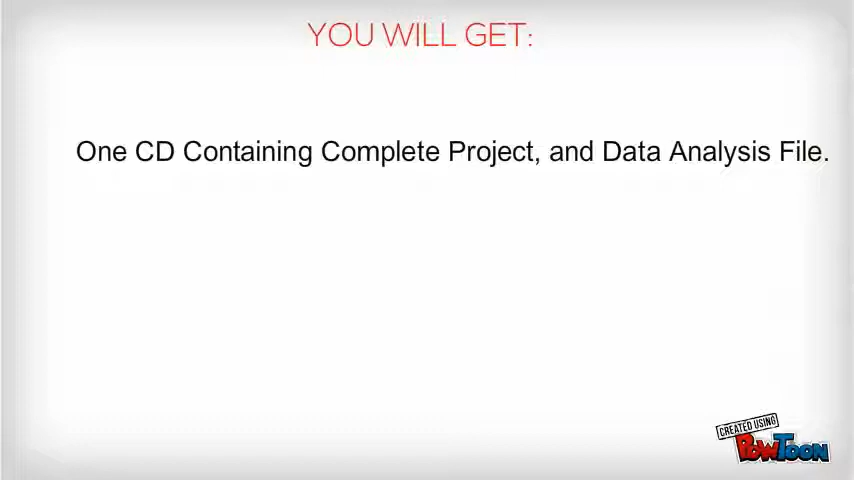 YOU WILL GET:
One CD Containing Complete Project, and Data Analysis File.
CREATED USING
POWTOON